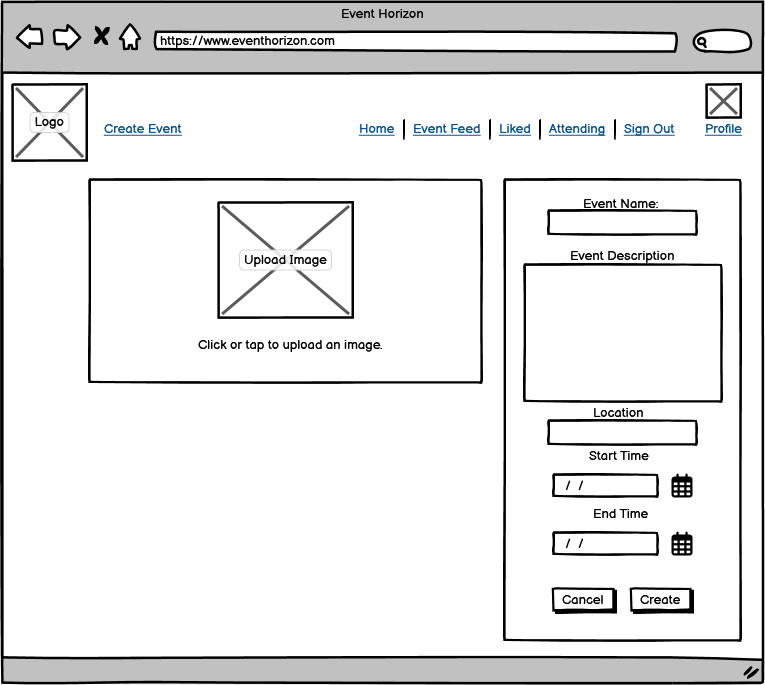 Event Horizon
https://www.eventhorizon.com
Logo
Create Event
Home
Event Feed
Liked
Attending
Sign Out
Profile
Upload Image
Click or tap to upload an image.
Event Name:
Event Description
Location
Start Time
/ /
End Time
/ /
Cancel
Create